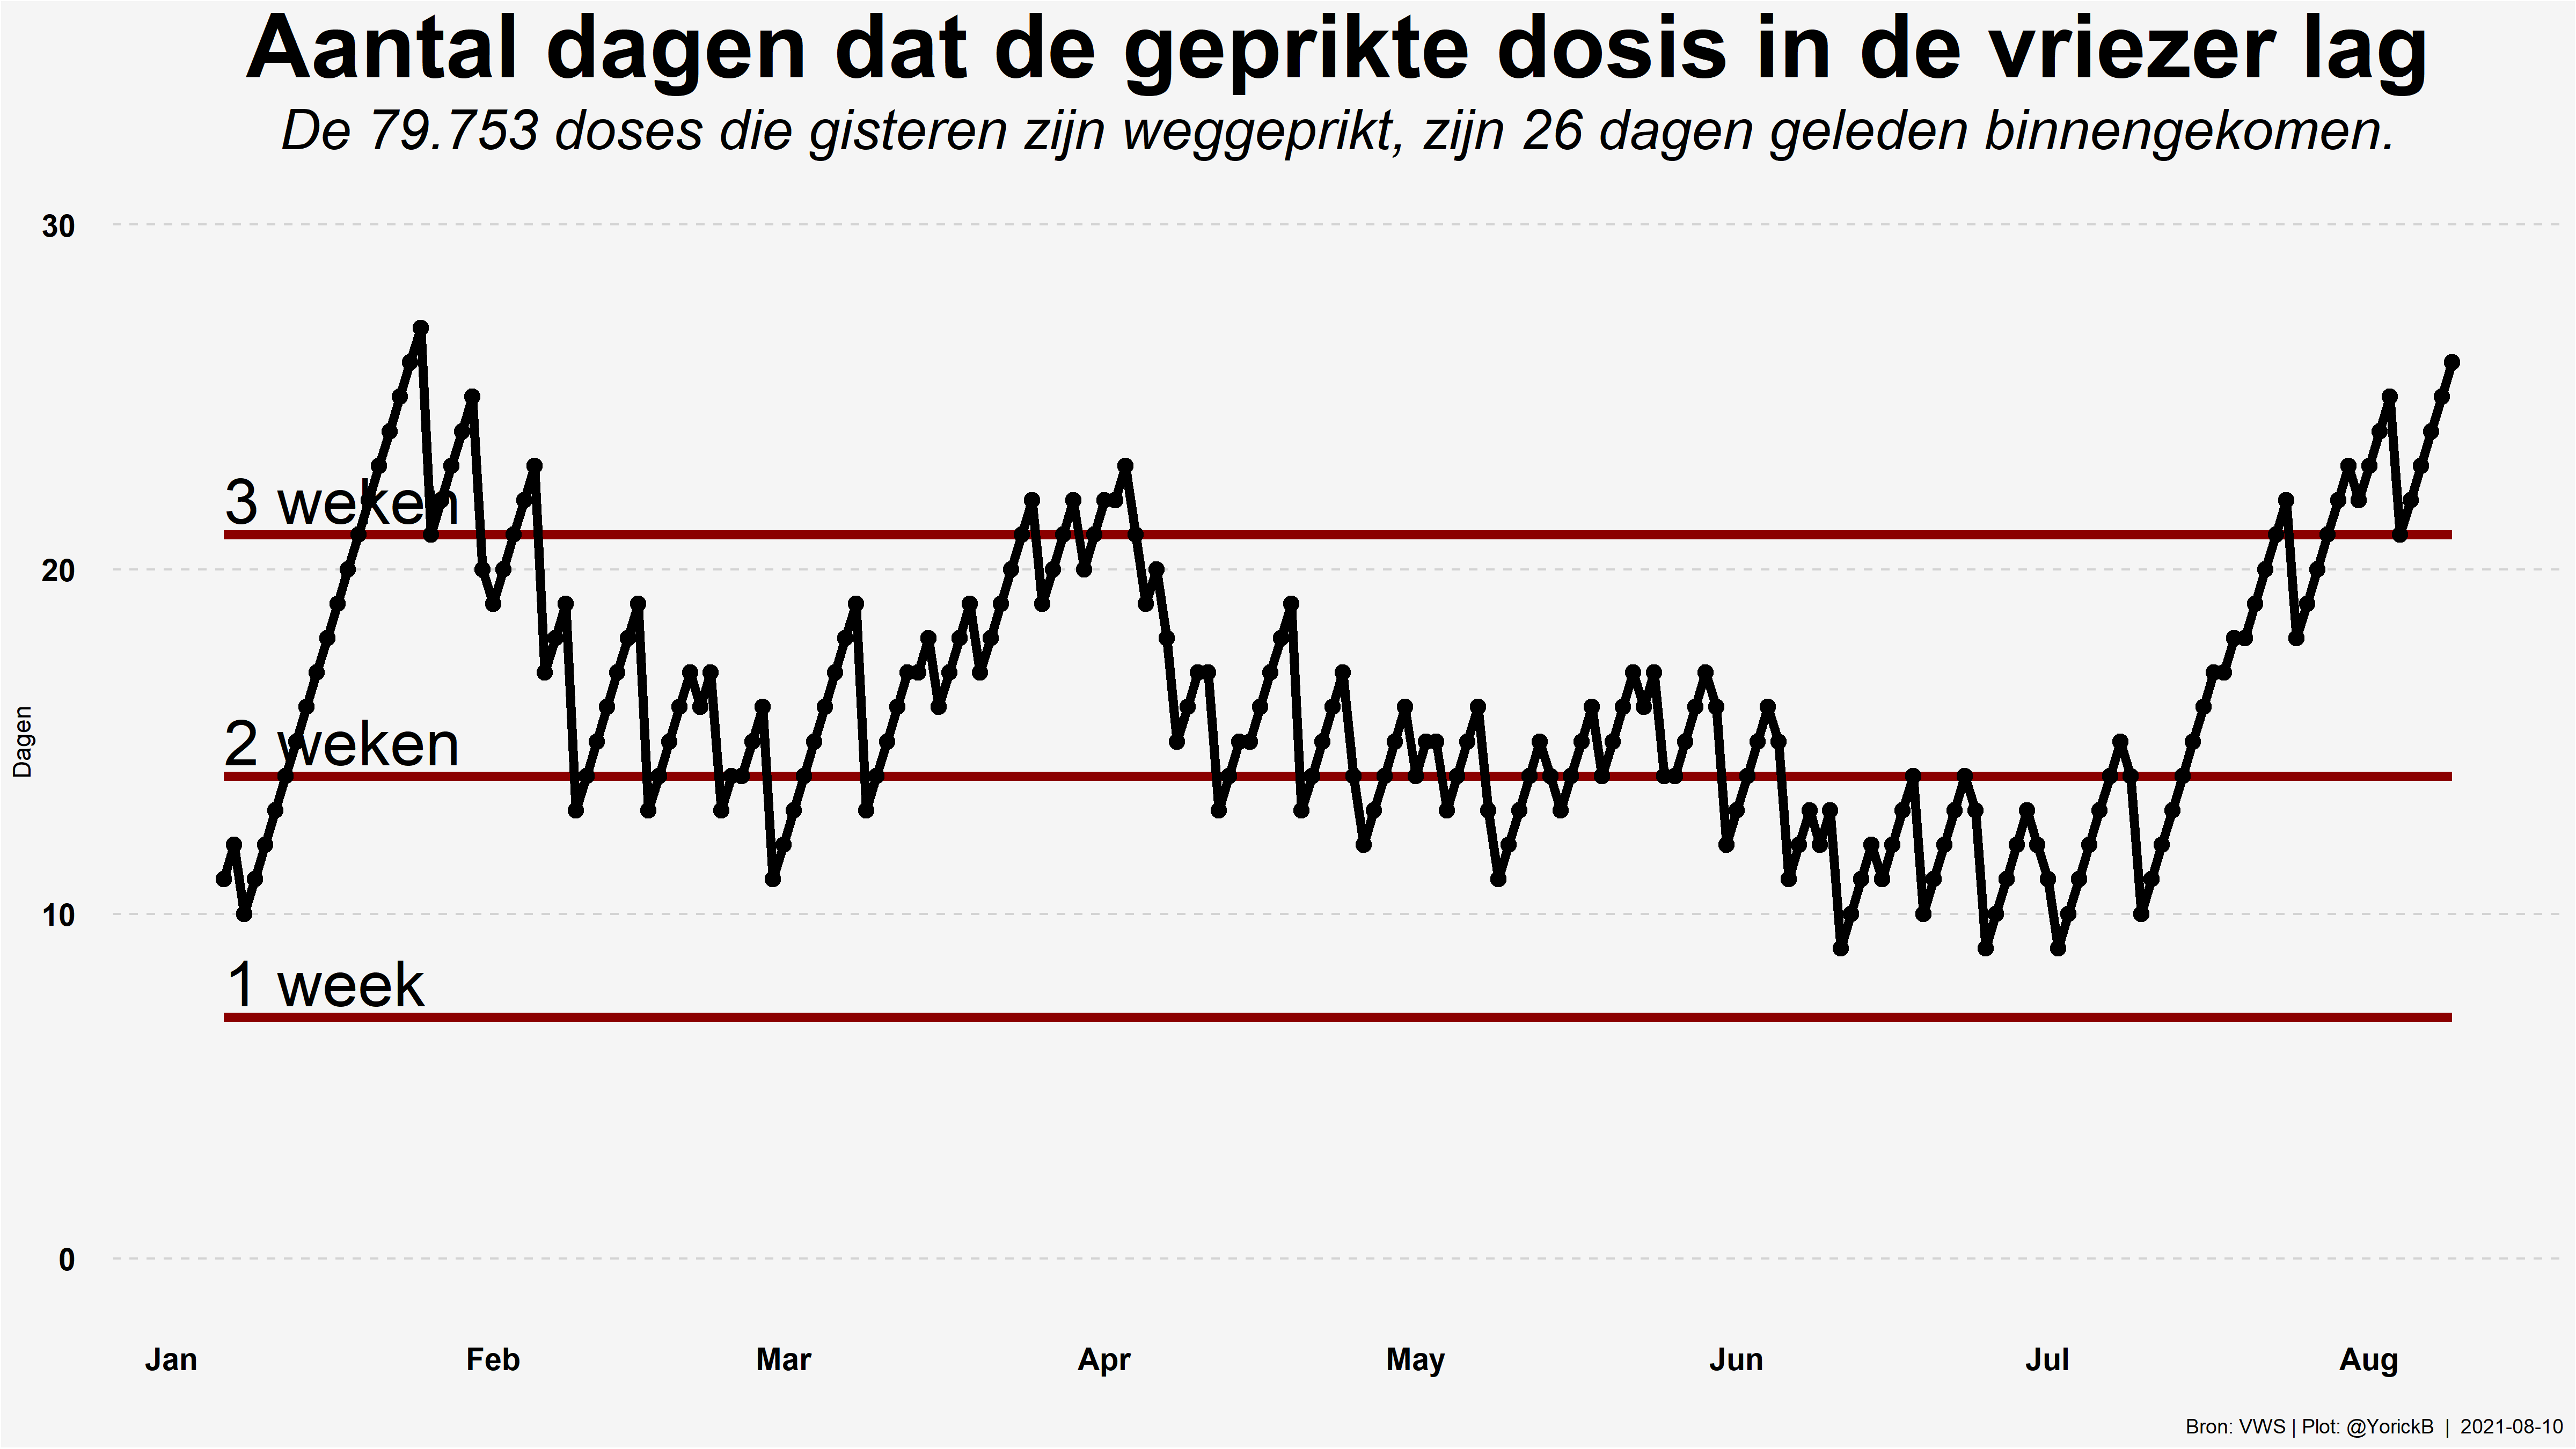 Aantal dagen dat de geprikte dosis in de vriezer lag
De 79.753 doses die gisteren zijn weggeprikt, zijn 26 dagen geleden binnengekomen.
30
3 weken
20
Dagen
2 weken
10
1 week
0
Jan Feb Mar Apr May Jun Jul Aug
Bron: VWS | Plot: @YorickB | 2021-08-10